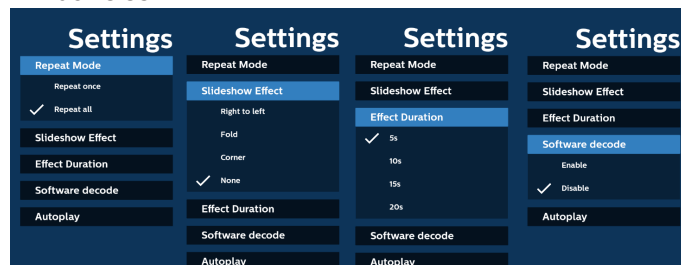 Settings
Repeat Mode
Repeat once
Repeat all
Slideshow Effect
Effect Duration
Software decode
Autoplay
Settings
Repeat Mode
Slideshow Effect
Right to left
Fold
Corner
None
Effect Duration
Software decode
Autoplay
Settings
Repeat Mode
Slideshow Effect
Effect Duration
5s
10s
15s
20s
Software decode
Autoplay
Settings
Repeat Mode
Slideshow Effect
Effect Duration
Software decode
Enable
Disable
Autoplay